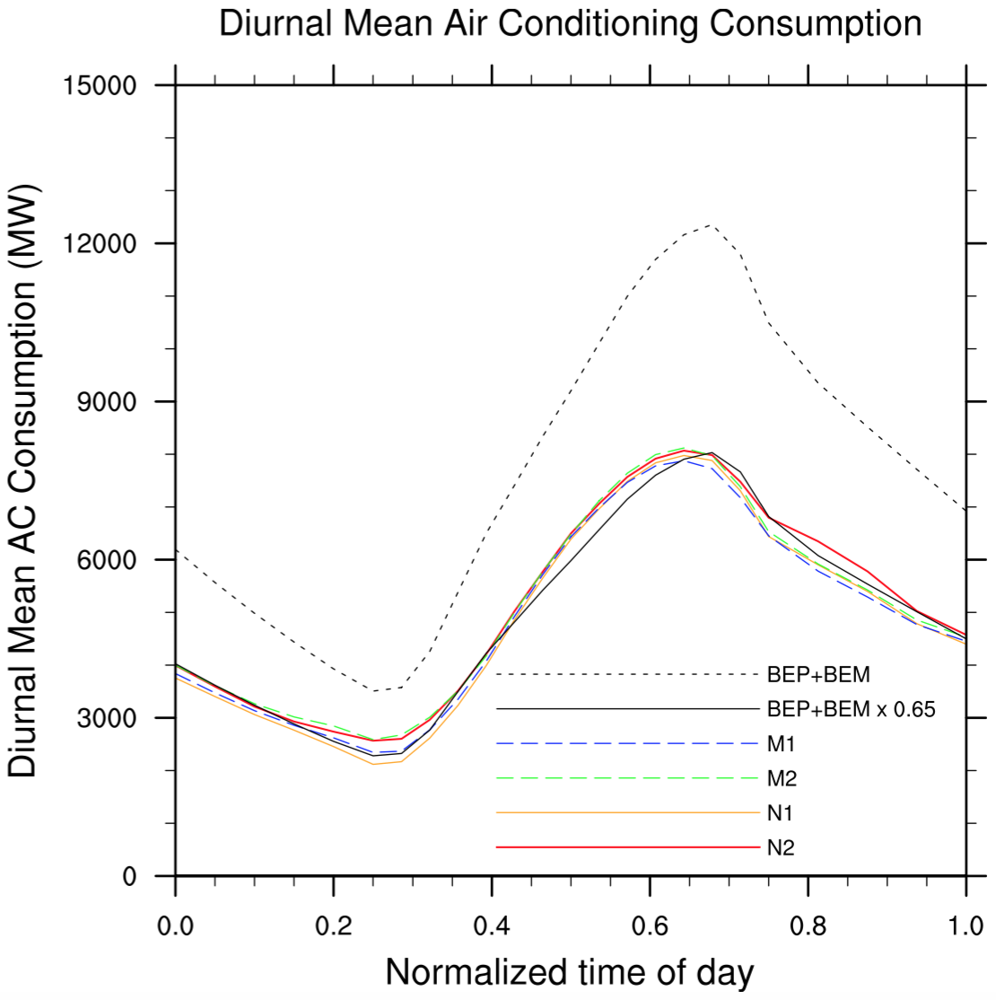 Diurnal Mean Air Conditioning Consumption
Diurnal Mean AC Consumption (MW)
15000
12000
9000
6000
3000
0
BEP+BEM
BEP+BEM x 0.65
M1
M2
N1
N2
0.0 0.2 0.4 0.6 0.8 1.0
Normalized time of day